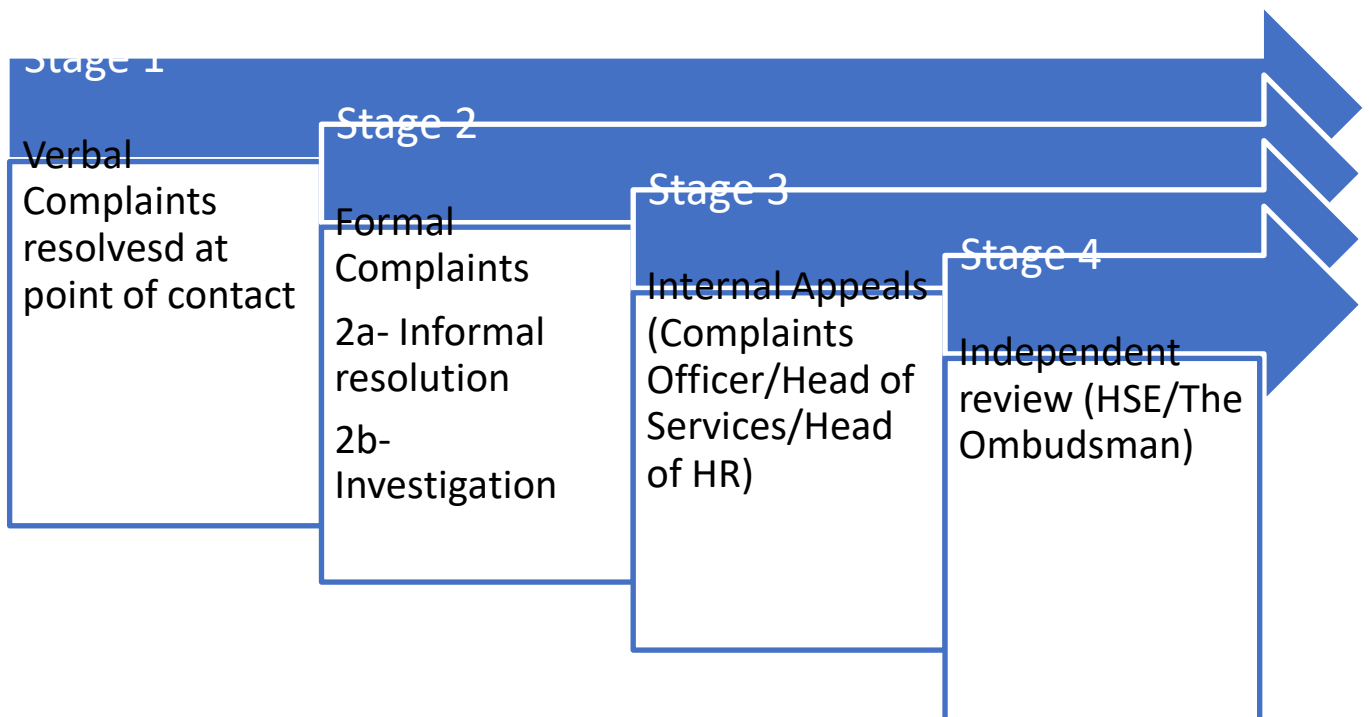 Stage 1
Verbal
Complaints
resolvesd at
point of contact
Stage 2
Formal
Complaints
2a- Informal
resolution
2b-
Investigation
Stage 3
Internal Appeals
(Complaints
Officer/Head of
Services/Head
of HR)
Stage 4
Independent
review (HSE/The
Ombudsman)